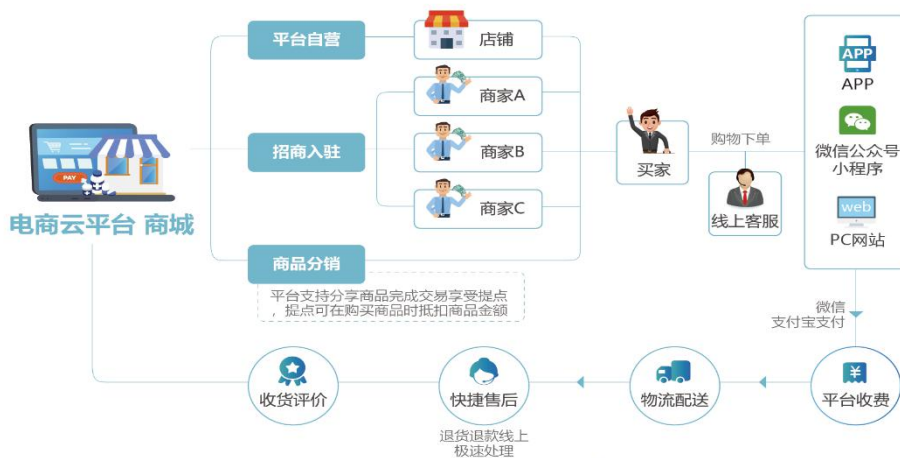 平台自营
店铺
商家A
招商入驻
商家B
商家C
商品分销
平台支持分享商品完成交易享受提点
，提点可在购买商品时抵扣商品金额
PAY
电商云平台 商城
买家
购物下单
线上客服
APP
APP
微信公众号
小程序
web
PC网站
微信
支付宝支付
¥
平台收费
物流配送
快捷售后
退货退款线上
极速处理
收货评价